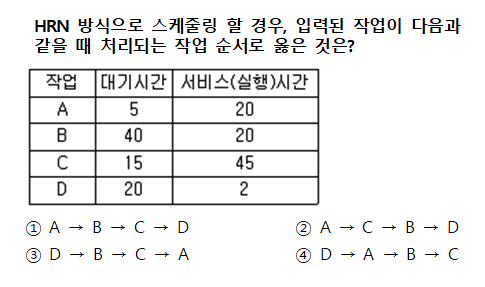 HRN 방식으로 스케줄링 할 경우, 입력된 작업이 다음과
같을 때 처리되는 작업 순서로 옳은 것은?
작업 대기시간 서비스(실행)시간
A 5 20
B 40 20
C 15 45
D 20 2
① A → B → C → D ② A → C → B → D
③ D → B → C → A ④ D → A → B → C